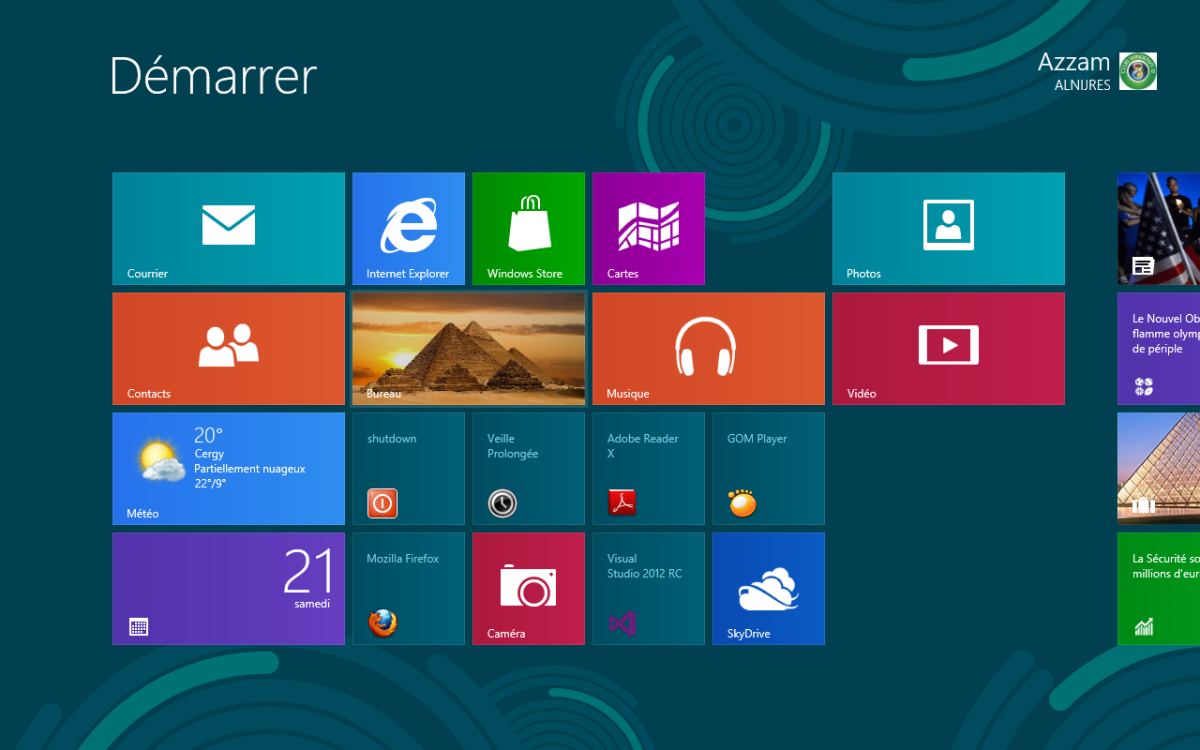 Démarrer
Azzam
ALNIJRES
Courrier
Internet Explorer
Windows Store
Cartes
Photos
Contacts
Bureau
Musique
Vidéo
Le Nouvel Ob
flamme olymp
de périple
20°
Cergy
Partiellement nuageux
22°/9°
Météo
shutdown
Veille
Prolongée
Adobe Reader
X
GOM Player
21
samedi
Mozilla Firefox
Caméra
Visual
Studio 2012 RC
SkyDrive
La Sécurité so
millions d'eur